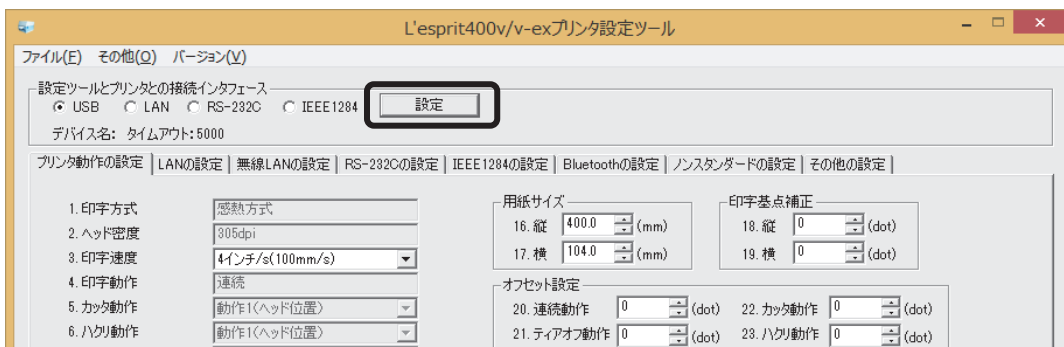 L'esprit400v/v-exプリンタ設定ツール
ファイル(F) その他(O) バージョン(V)
設定ツールとプリンタとの接続インタフェース
USB LAN RS-232C IEEE1284 設定
デバイス名: タイムアウト:5000
プリンタ動作の設定 LANの設定 無線LANの設定 RS-232Cの設定 IEEE1284の設定 Bluetoothの設定 ノンスタンダードの設定 その他の設定
1.印字方式 感熱方式
2.ヘッド密度 305dpi
3.印字速度 4インチ/s(100mm/s)
4.印字動作 連続
5.カッタ動作 動作1(ヘッド位置)
6.ハクリ動作 動作1(ヘッド位置)
用紙サイズ
16.縦 400.0 (mm)
17.横 104.0 (mm)
印字基点補正
18.縦 0 (dot)
19.横 0 (dot)
オフセット設定
20.連続動作 0 (dot) 22.カッタ動作 0 (dot)
21.ティアオフ動作 0 (dot) 23.ハクリ動作 0 (dot)